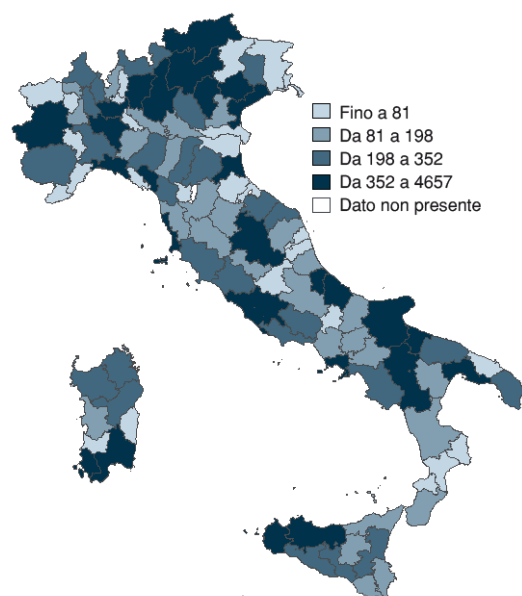 Fino a 81
Da 81 a 198
Da 198 a 352
Da 352 a 4657
Dato non presente